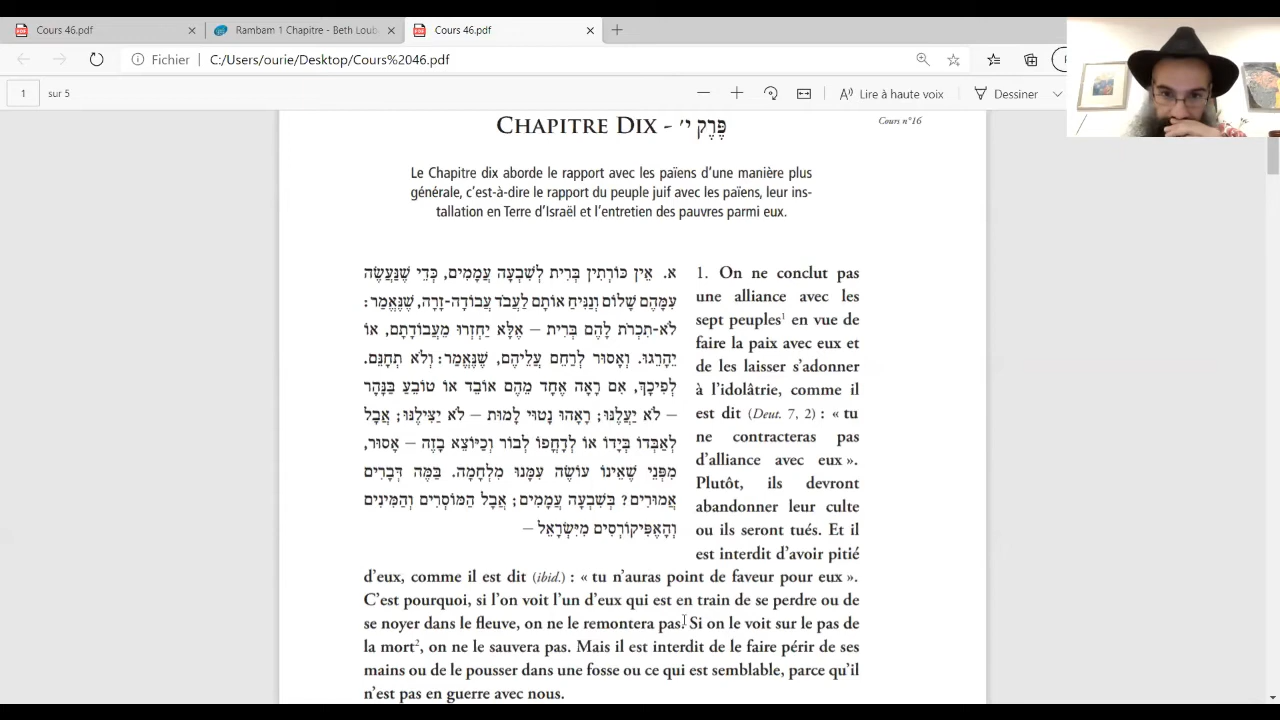 Cours 46.pdf
Rambam 1 Chapitre - Beth Loub
Cours 46.pdf
Fichier
C:/Users/ourie/Desktop/Cours%2046.pdf
1 sur 5
Lire à haute voix
Dessiner
CHAPITRE DIX - פֶּרֶק י׳
Cours n°16
Le Chapitre dix aborde le rapport avec les païens d'une manière plus
générale, c'est-à-dire le rapport du peuple juif avec les païens, leur ins-
tallation en Terre d'Israël et l'entretien des pauvres parmi eux.
א. אֵין כּוֹרְתִין בְּרִית לְשִׁבְעָה עֲמָמִים, כְּדֵי שֶׁנַּעֲשֶׂה
עִמָּהֶם שָׁלוֹם וְנַנִּיחַ אוֹתָם לַעֲבֹד עֲבוֹדָה-זָרָה, שֶׁנֶּאֱמַר:
לֹא-תִכְרֹת לָהֶם בְּרִית – אֶלָּא יַחְזְרוּ מֵעֲבוֹדָתָם, אוֹ
יֵהָרֵגוּ. וְאָסוּר לְרַחֵם עֲלֵיהֶם, שֶׁנֶּאֱמַר: וְלֹא תְחָנֵּם.
לְפִיכָךְ, אִם רָאָה אֶחָד מֵהֶם אוֹבֵד אוֹ טוֹבֵעַ בַּנָּהָר
– לֹא יַעֲלֶנּוּ; רָאָהוּ נָטוּי לָמוּת – לֹא יַצִּילֶנּוּ; אֲבָל
לְאַבְּדוֹ בְּיָדוֹ אוֹ לְדָחֳפוֹ לְבוֹר וְכַיּוֹצֵא בָזֶה – אָסוּר,
מִפְּנֵי שֶׁאֵינוֹ עוֹשֶׂה עִמָּנוּ מִלְחָמָה. בַּמֶּה דְּבָרִים
אֲמוּרִים? בְּשִׁבְעָה עֲמָמִים; אֲבָל הַמּוֹסְרִים וְהַמִּינִים
וְהָאֶפִּיקוֹרְסִים מִיִּשְׂרָאֵל –
1. On ne conclut pas
une alliance avec les
sept peuples¹ en vue de
faire la paix avec eux et
de les laisser s'adonner
à l'idolâtrie, comme il
est dit (Deut. 7, 2) : « tu
ne contracteras pas
d'alliance avec eux ».
Plutôt, ils devront
abandonner leur culte
ou ils seront tués. Et il
est interdit d'avoir pitié
d'eux, comme il est dit (ibid.) : « tu n'auras point de faveur pour eux ».
C'est pourquoi, si l'on voit l'un d'eux qui est en train de se perdre ou de
se noyer dans le fleuve, on ne le remontera pas. Si on le voit sur le pas de
la mort², on ne le sauvera pas. Mais il est interdit de le faire périr de ses
mains ou de le pousser dans une fosse ou ce qui est semblable, parce qu'il
n'est pas en guerre avec nous.